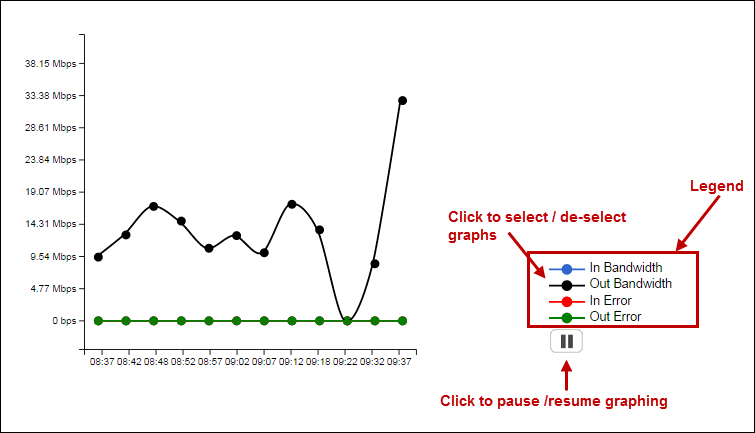 38.15 Mbps
33.38 Mbps
28.61 Mbps
23.84 Mbps
19.07 Mbps
14.31 Mbps
9.54 Mbps
4.77 Mbps
0 bps
08:37 08:42 08:48 08:52 08:57 09:02 09:07 09:12 09:18 09:22 09:32 09:37
Legend
Click to select / de-select
graphs
In Bandwidth
Out Bandwidth
In Error
Out Error
Click to pause /resume graphing